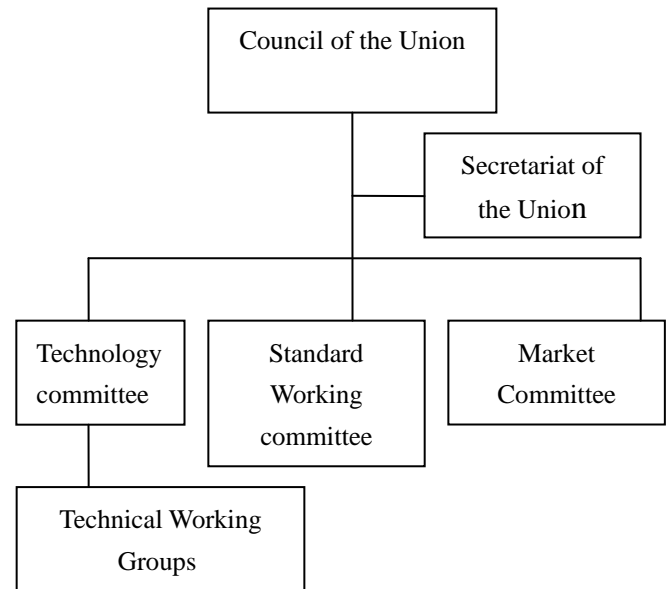 Council of the Union
Secretariat of
the Union
Technology
committee
Standard
Working
committee
Market
Committee
Technical Working
Groups